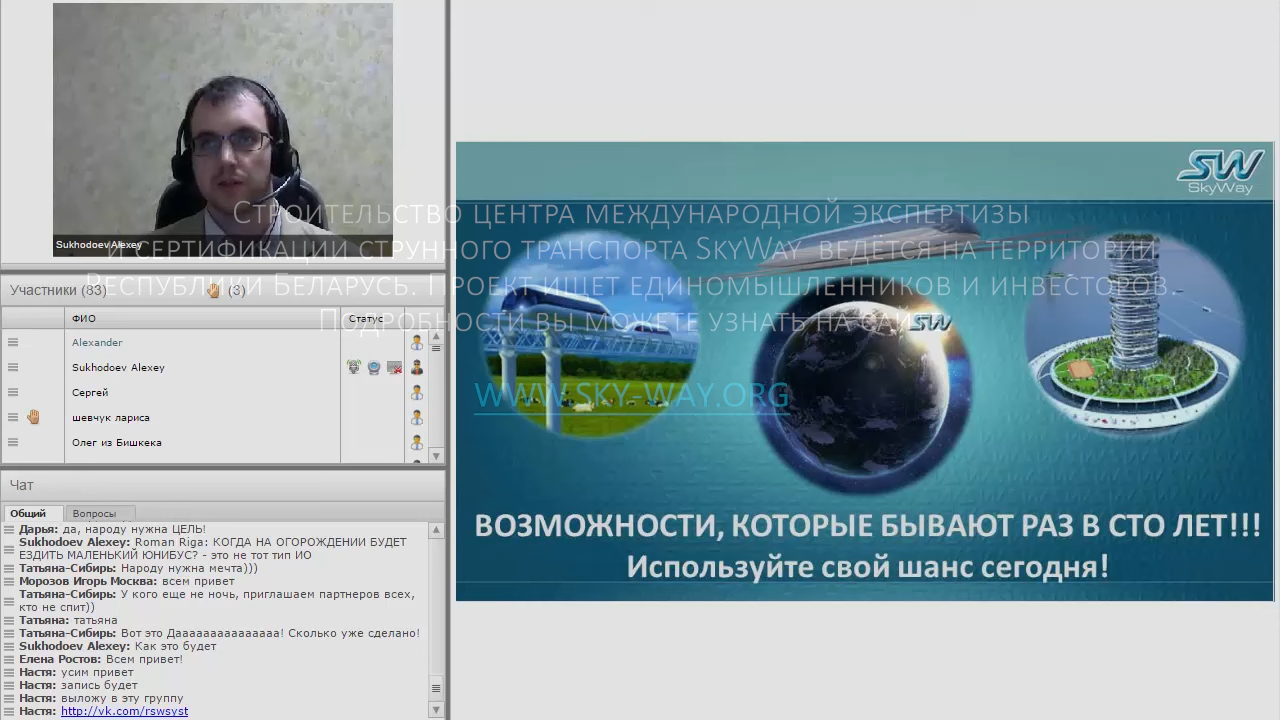 Sukhodoev Alexey
Участники (83)
(3)
ФИО
Статус
Alexander
Sukhodoev Alexey
Сергей
шевчук лариса
Олег из Бишкека
Чат
Общий
Вопросы
Дарья: да, народу нужна ЦЕЛЬ!
Sukhodoev Alexey: Roman Riga: КОГДА НА ОГОРОЖДЕНИИ БУДЕТ
ЕЗДИТЬ МАЛЕНЬКИЙ ЮНИБУС? - это не тот тип ИО
Татьяна-Сибирь: Народу нужна мечта)))
Морозов Игорь Москва: всем привет
Татьяна-Сибирь: У кого еще не ночь, приглашаем партнеров всех,
кто не спит))
Татьяна: татьяна
Татьяна-Сибирь: Вот это Даааааааааааааа! Сколько уже сделано!
Sukhodoev Alexey: Как это будет
Елена Ростов: Всем привет!
Настя: усим привет
Настя: запись будет
Настя: выложу в эту группу
Настя: http://vk.com/rswsyst
SW
SkyWay
Строительство центра международной экспертизы
и сертификации струнного транспорта SkyWay ведётся на территории
Республики Беларусь. Проект ищет единомышленников и инвесторов.
Подробности вы можете узнать на
SW
WWW.SKY-WAY.ORG
ВОЗМОЖНОСТИ, КОТОРЫЕ БЫВАЮТ РАЗ В СТО ЛЕТ!!!
Используйте свой шанс сегодня!